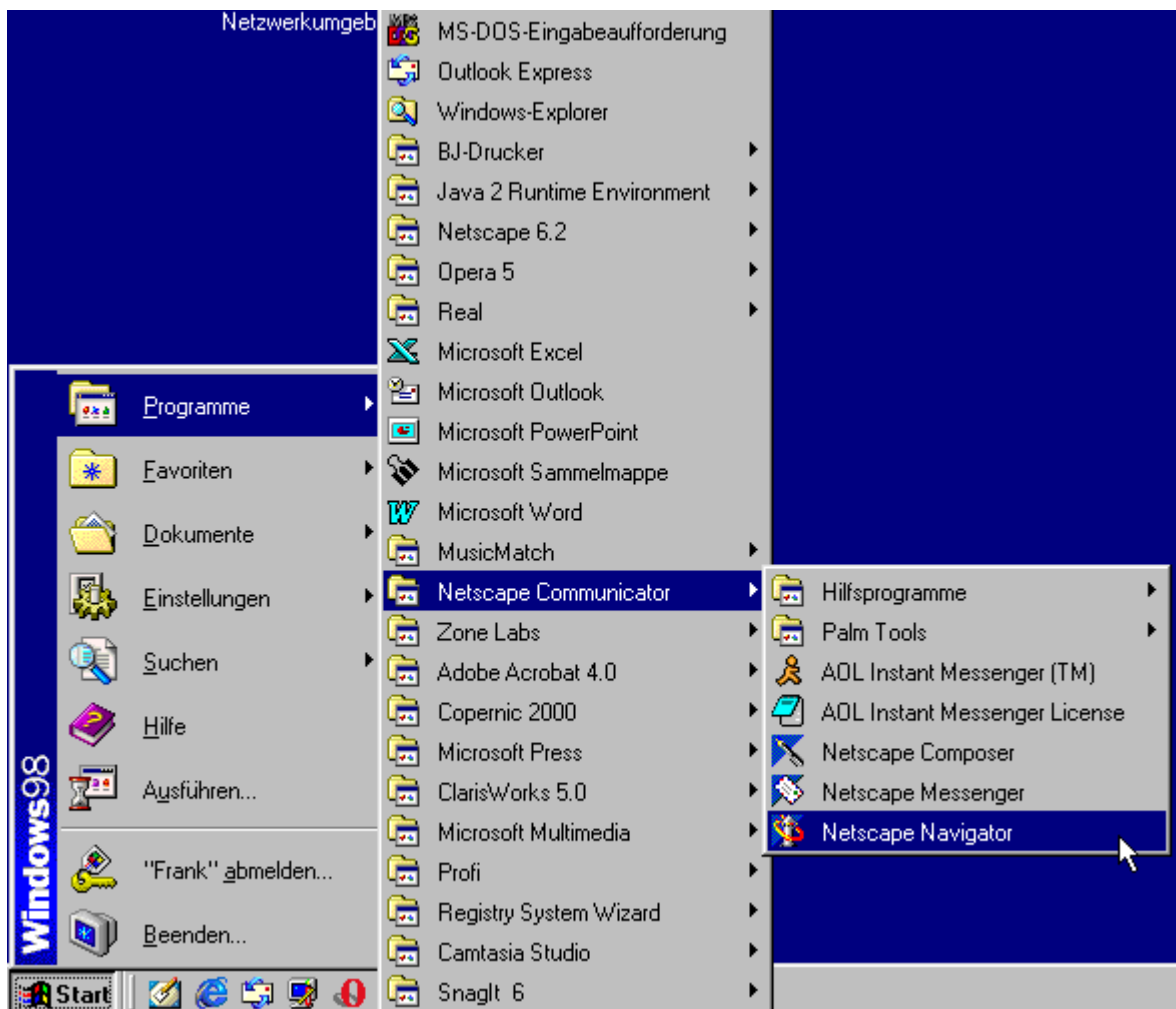 Netzwerkumgeb
MS-DOS-Eingabeaufforderung
Outlook Express
Windows-Explorer
BJ-Drucker
Java 2 Runtime Environment
Netscape 6.2
Opera 5
Real
Microsoft Excel
Microsoft Outlook
Microsoft PowerPoint
Microsoft Sammelmappe
Microsoft Word
MusicMatch
Netscape Communicator
Zone Labs
Adobe Acrobat 4.0
Copernic 2000
Microsoft Press
ClarisWorks 5.0
Microsoft Multimedia
Profi
Registry System Wizard
Camtasia Studio
SnagIt 6
Programme
Favoriten
Dokumente
Einstellungen
Suchen
Hilfe
Ausführen...
"Frank" abmelden...
Beenden...
Windows98
Start
Hilfsprogramme
Palm Tools
AOL Instant Messenger (TM)
AOL Instant Messenger License
Netscape Composer
Netscape Messenger
Netscape Navigator